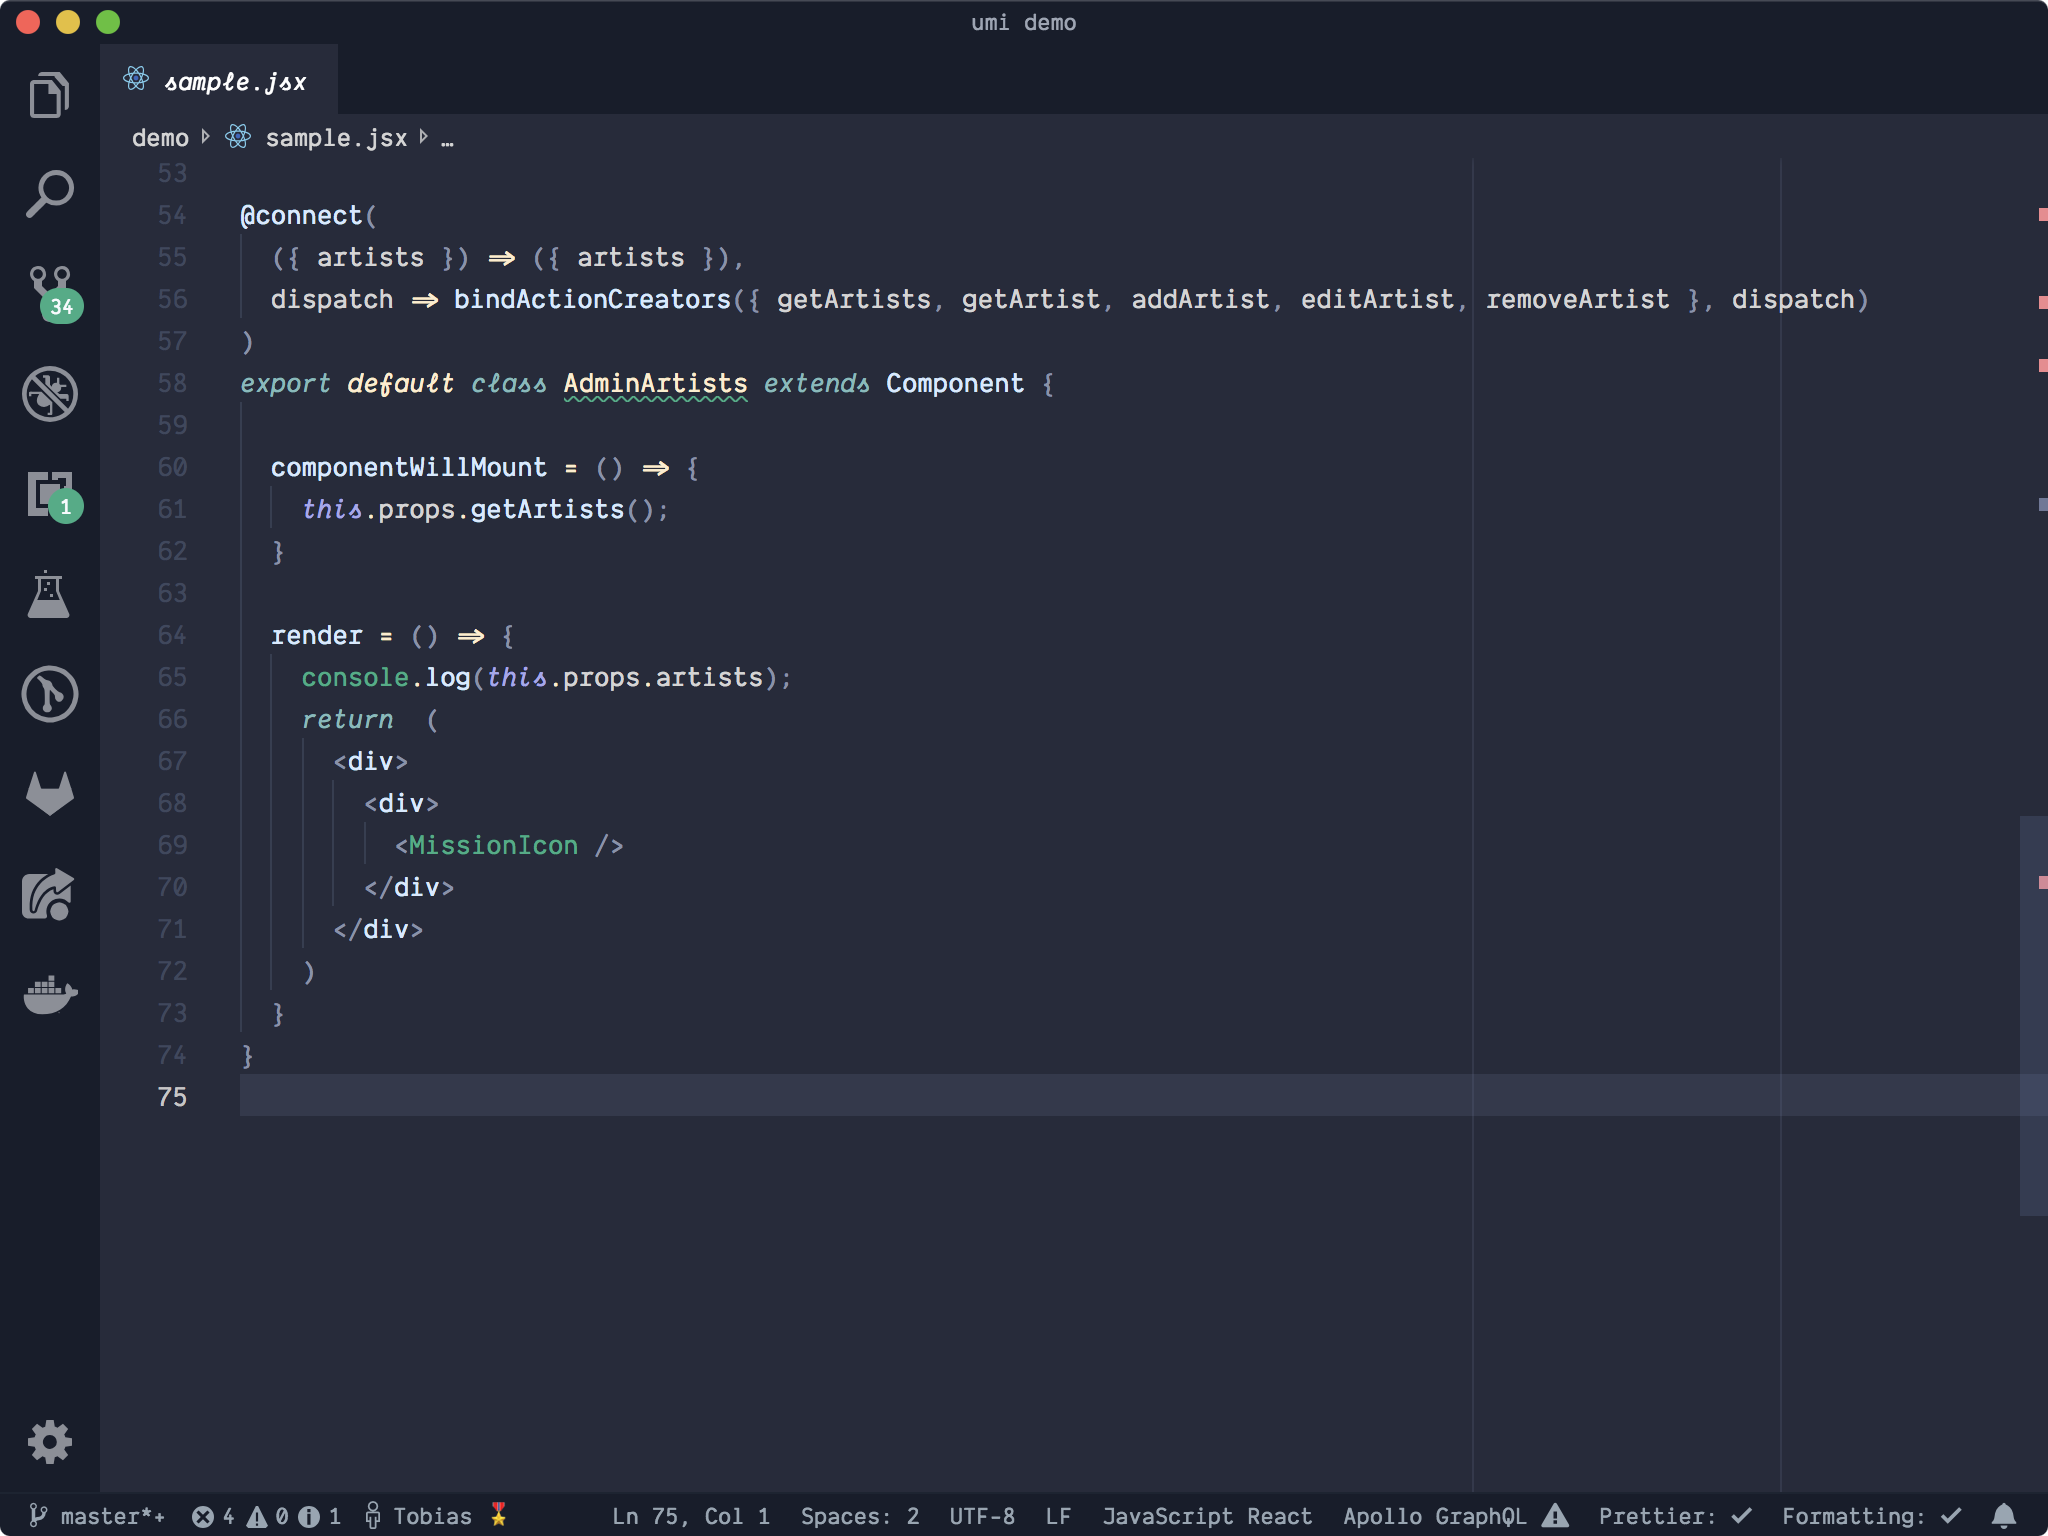 umi demo
sample.jsx
demo sample.jsx …
53
54 @connect(
55 ({ artists }) => ({ artists }),
56 dispatch => bindActionCreators({ getArtists, getArtist, addArtist, editArtist, removeArtist }, dispatch)
57 )
58 export default class AdminArtists extends Component {
59
60 componentWillMount = () => {
61 this.props.getArtists();
62 }
63
64 render = () => {
65 console.log(this.props.artists);
66 return  (
67 <div>
68 <div>
69 <MissionIcon />
70 </div>
71 </div>
72 )
73 }
74 }
75
34
1
master*+ 4 0 1 Tobias Ln 75, Col 1 Spaces: 2 UTF-8 LF JavaScript React Apollo GraphQL Prettier: ✓ Formatting: ✓